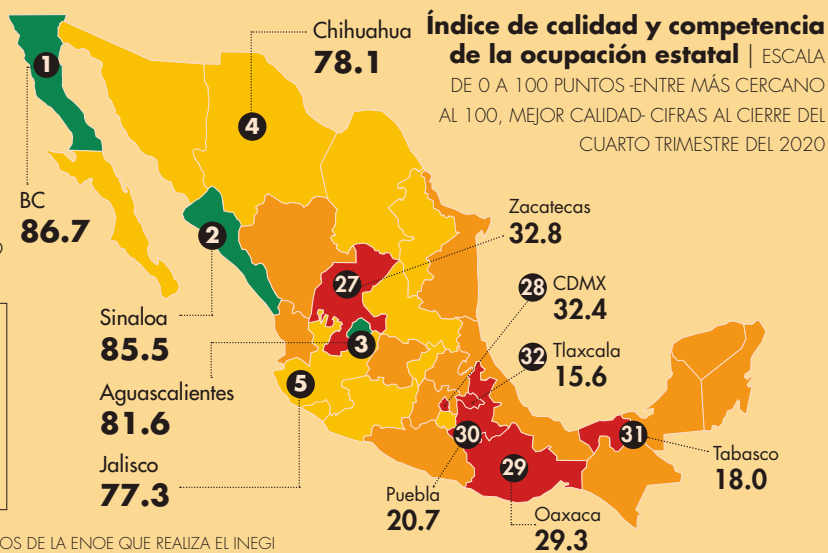 Índice de calidad y competencia
de la ocupación estatal | ESCALA
DE 0 A 100 PUNTOS -ENTRE MÁS CERCANO
AL 100, MEJOR CALIDAD- CIFRAS AL CIERRE DEL
CUARTO TRIMESTRE DEL 2020
Chihuahua
78.1
1
4
BC
86.7
2
Zacatecas
32.8
27
28 CDMX
32.4
Sinaloa
85.5
3
32 Tlaxcala
15.6
5
Aguascalientes
81.6
30
31
Tabasco
18.0
29
Jalisco
77.3
Puebla
20.7
Oaxaca
29.3
OS DE LA ENOE QUE REALIZA EL INEGI